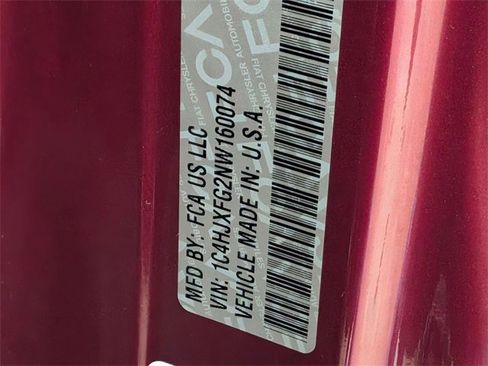 MFD BY: FCA US LLC
VIN: 1C4HJXFG2NW160074
VEHICLE MADE IN: U.S.A.